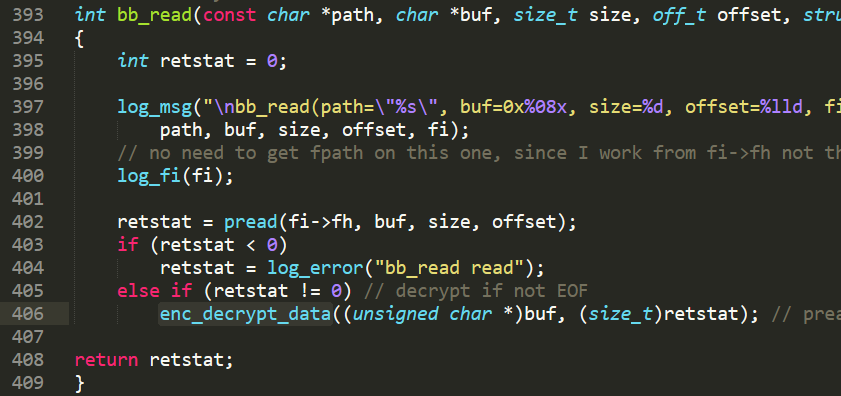 393 int bb_read(const char *path, char *buf, size_t size, off_t offset,
394 {
395     int retstat = 0;
396
397     log_msg("\nbb_read(path=\"%s\", buf=0x%08x, size=%d, offset=%lld,
398         path, buf, size, offset, fi);
399     // no need to get fpath on this one, since I work from fi->fh not
400     log_fi(fi);
401
402     retstat = pread(fi->fh, buf, size, offset);
403     if (retstat < 0)
404         retstat = log_error("bb_read read");
405     else if (retstat != 0) // decrypt if not EOF
406         enc_decrypt_data((unsigned char *)buf, (size_t)retstat); //
407
408 return retstat;
409 }